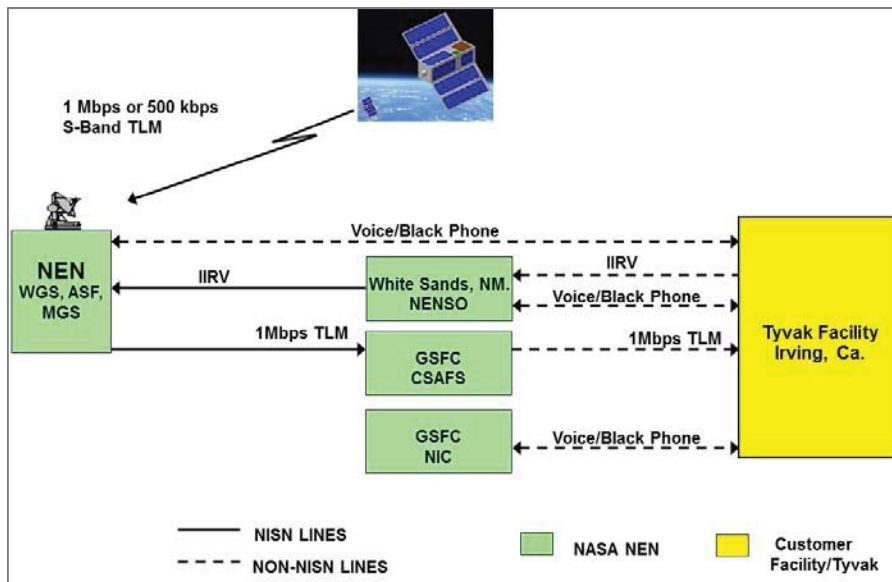 1 Mbps or 500 kbps
S-Band TLM
Voice/Black Phone
NEN
WGS, ASF,
MGS
IIRV
White Sands, NM.
NENSO
IIRV
Voice/Black Phone
1Mbps TLM
GSFC
CSAFS
1Mbps TLM
Tyvak Facility
Irving, Ca.
GSFC
NIC
Voice/Black Phone
NISN LINES
NON-NISN LINES
NASA NEN
Customer
Facility/Tyvak